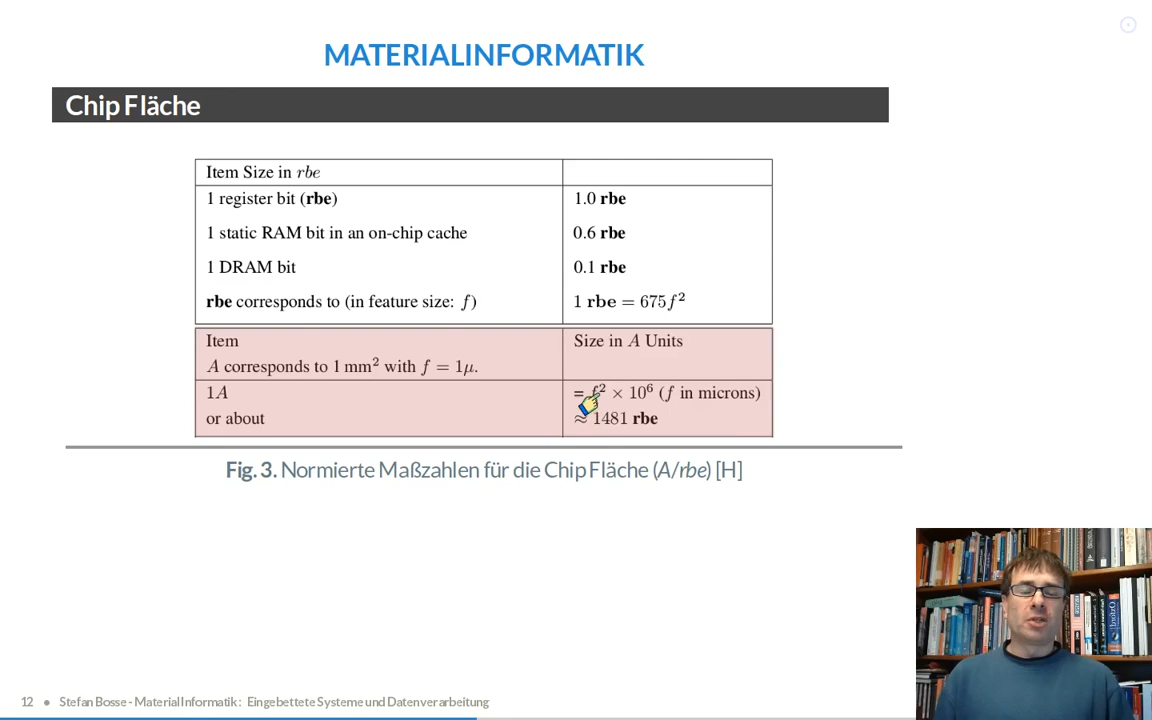 MATERIALINFORMATIK
Chip Fläche
Item Size in rbe
1 register bit (rbe) 1.0 rbe
1 static RAM bit in an on-chip cache 0.6 rbe
1 DRAM bit 0.1 rbe
rbe corresponds to (in feature size: f) 1 rbe = 675f²
Item Size in A Units
A corresponds to 1 mm² with f = 1μ.
1A = f² × 10⁶ (f in microns)
or about ≈ 1481 rbe
Fig. 3. Normierte Maßzahlen für die Chip Fläche (A/rbe) [H]
12 ● Stefan Bosse - Material Informatik: Eingebettete Systeme und Datenverarbeitung